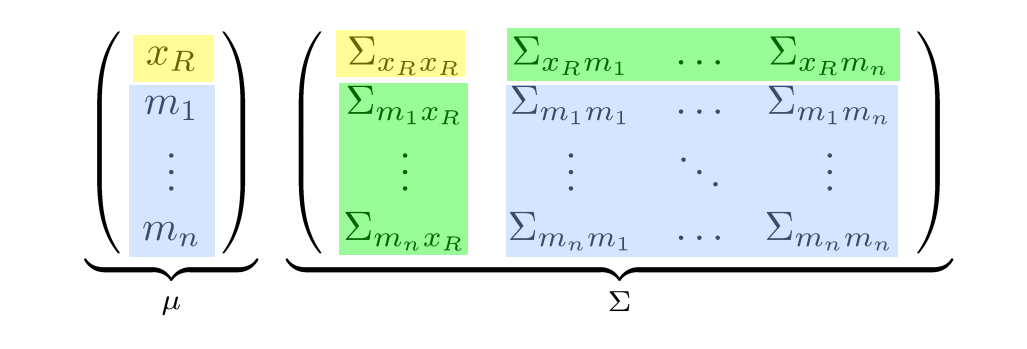 x_R Σ_{x_R x_R} Σ_{x_R m_1} … Σ_{x_R m_n}
m_1 Σ_{m_1 x_R} Σ_{m_1 m_1} … Σ_{m_1 m_n}
⋮ ⋮ ⋮ ⋱ ⋮
m_n Σ_{m_n x_R} Σ_{m_n m_1} … Σ_{m_n m_n}
μ Σ